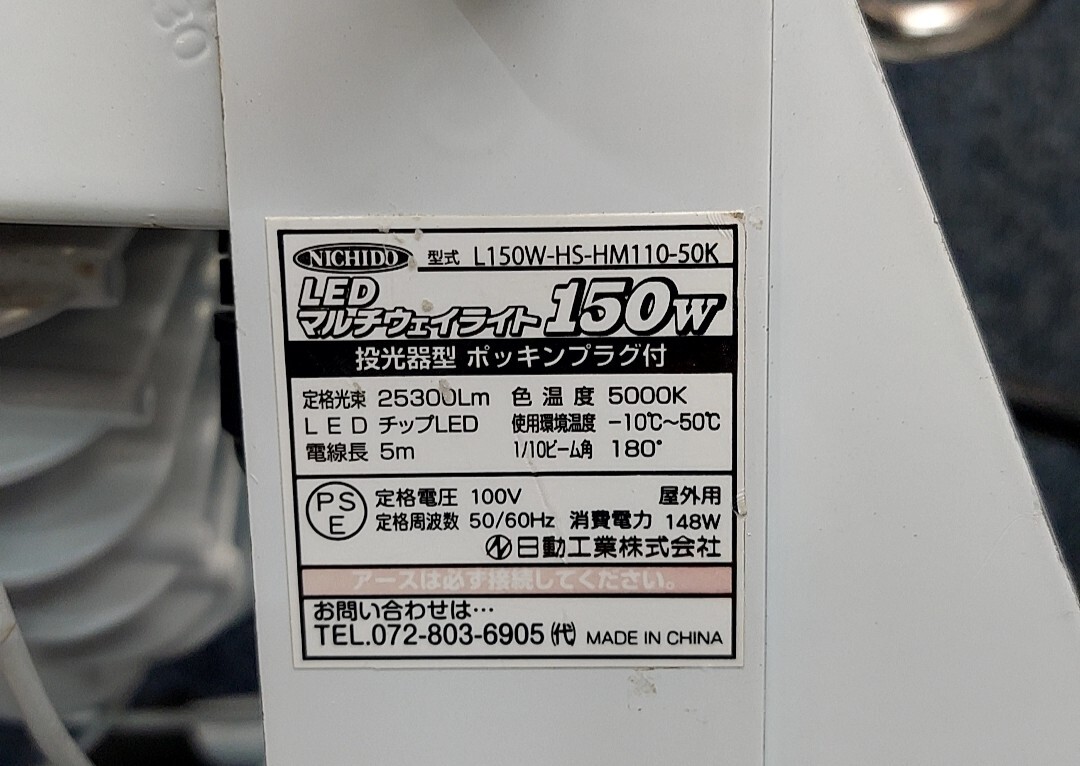 30
NICHIDO 型式 L150W-HS-HM110-50K
LED
マルチウェイライト 150W
投光器型 ポッキンプラグ付
定格光束 25300Lm 色温度 5000K
LED チップLED 使用環境温度 -10℃~50℃
電線長 5m 1/10ビーム角 180°
PS
E
定格電圧 100V 屋外用
定格周波数 50/60Hz 消費電力 148W
日動工業株式会社
アースは必ず接続してください。
お問い合わせは…
TEL.072-803-6905 ㈹ MADE IN CHINA